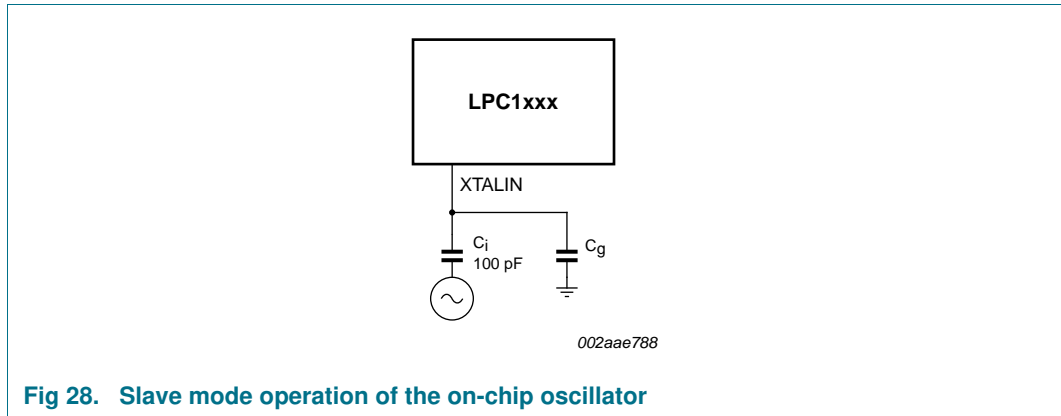 LPC1xxx
XTALIN
Ci
100 pF
Cg
002aae788
Fig 28. Slave mode operation of the on-chip oscillator